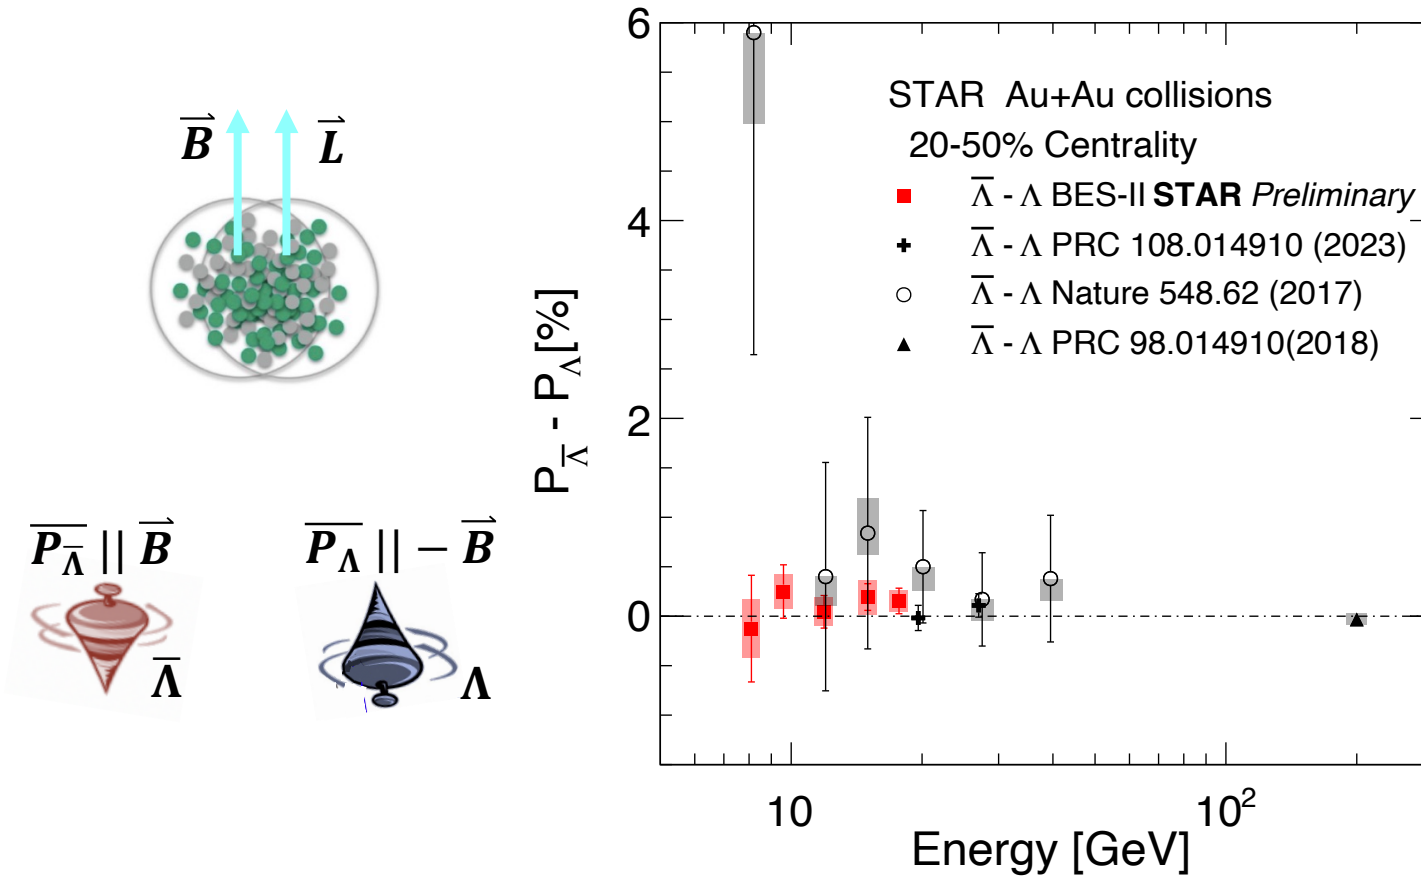 B⃗ L⃗
P_Λ̅ || B⃗
P_Λ || − B⃗
Λ̅
Λ
STAR Au+Au collisions
20-50% Centrality
Λ̅ - Λ BES-II STAR Preliminary
Λ̅ - Λ PRC 108.014910 (2023)
Λ̅ - Λ Nature 548.62 (2017)
Λ̅ - Λ PRC 98.014910(2018)
P_Λ̅ - P_Λ [%]
6
4
2
0
10
10²
Energy [GeV]